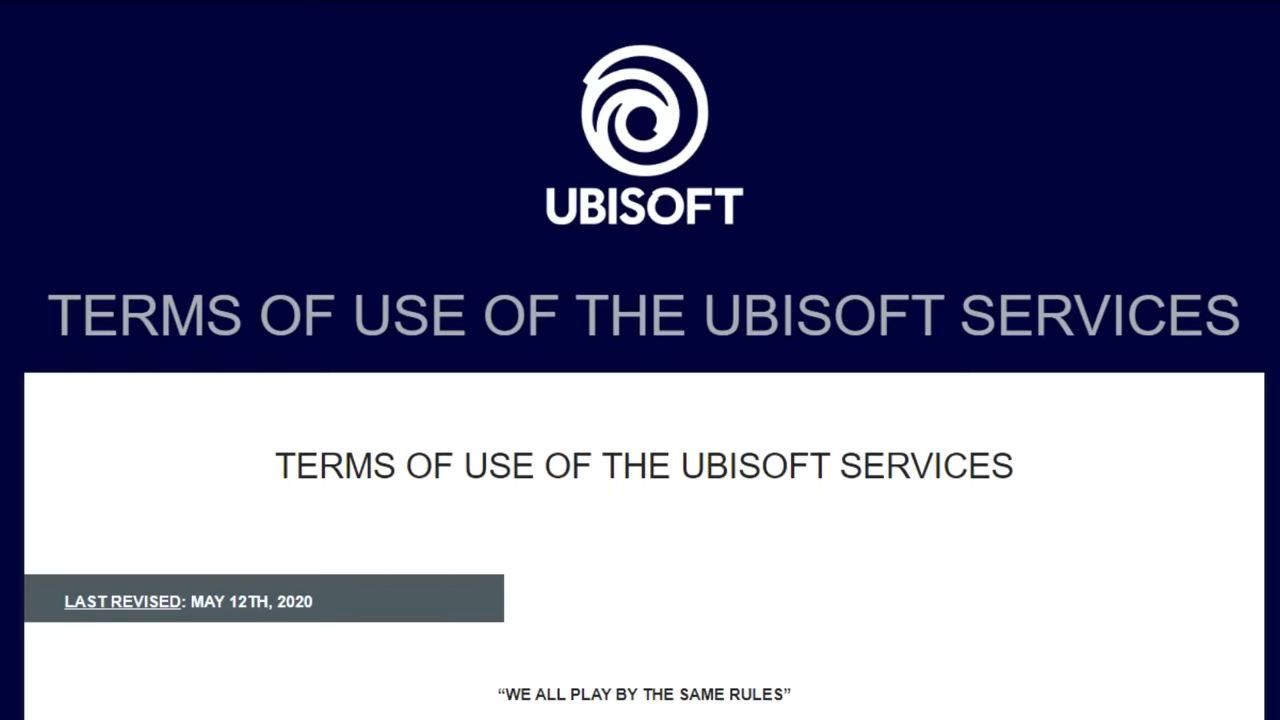 UBISOFT
TERMS OF USE OF THE UBISOFT SERVICES
TERMS OF USE OF THE UBISOFT SERVICES
LAST REVISED: MAY 12TH, 2020
“WE ALL PLAY BY THE SAME RULES”